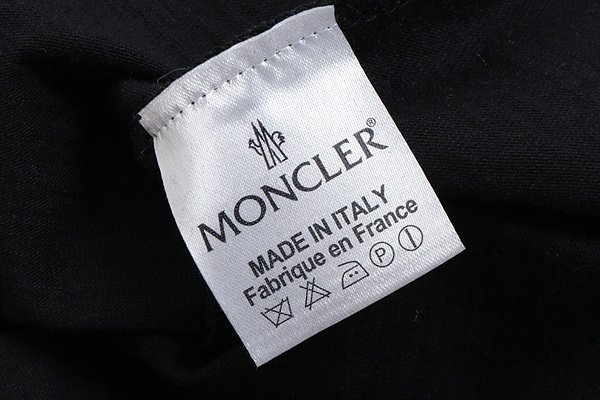 MONCLER®
MADE IN ITALY
Fabrique en France
P